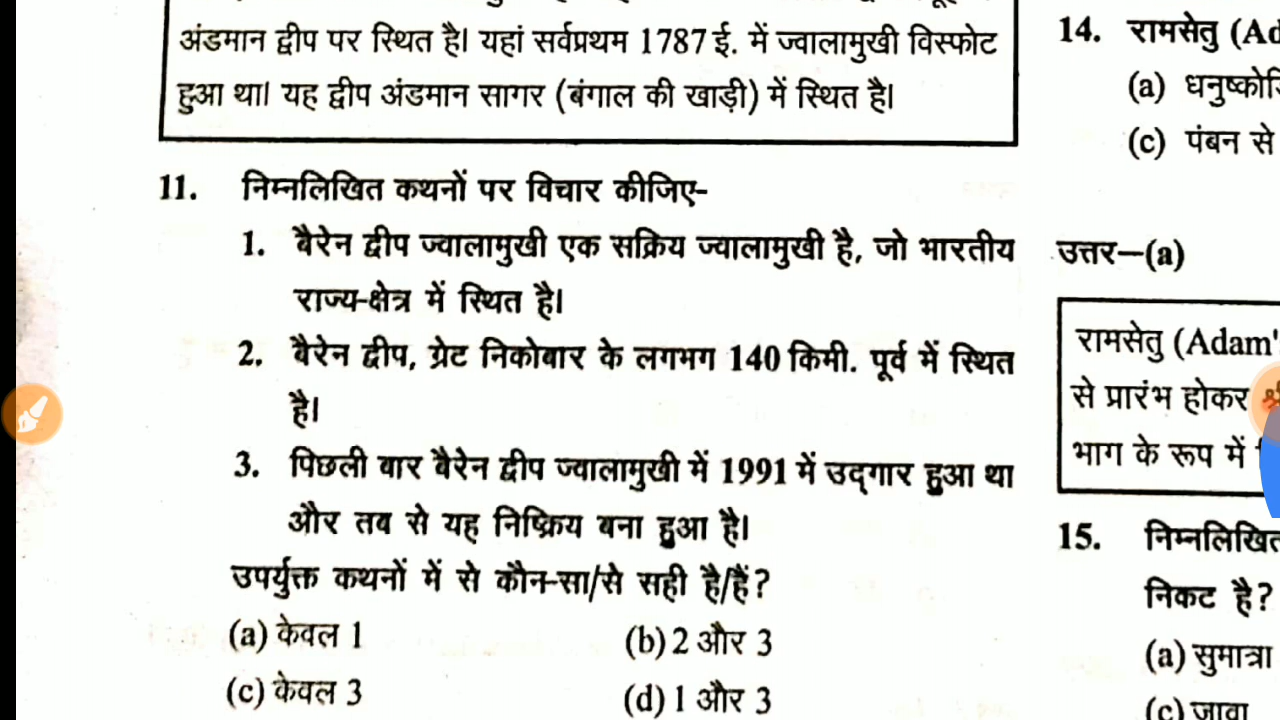 अंडमान द्वीप पर स्थित है। यहां सर्वप्रथम 1787 ई. में ज्वालामुखी विस्फोट
हुआ था। यह द्वीप अंडमान सागर (बंगाल की खाड़ी) में स्थित है।
11. निम्नलिखित कथनों पर विचार कीजिए-
1. बैरेन द्वीप ज्वालामुखी एक सक्रिय ज्वालामुखी है, जो भारतीय
राज्य-क्षेत्र में स्थित है।
2. बैरेन द्वीप, ग्रेट निकोबार के लगभग 140 किमी. पूर्व में स्थित
है।
3. पिछली बार बैरेन द्वीप ज्वालामुखी में 1991 में उद्गार हुआ था
और तब से यह निष्क्रिय बना हुआ है।
उपर्युक्त कथनों में से कौन-सा/से सही है/हैं?
(a) केवल 1 (b) 2 और 3
(c) केवल 3 (d) 1 और 3
14. रामसेतु (Ad
(a) धनुष्कोि
(c) पंबन से
उत्तर–(a)
रामसेतु (Adam'
से प्रारंभ होकर
भाग के रूप में
15. निम्नलिखित
निकट है?
(a) सुमात्रा
(c) जावा